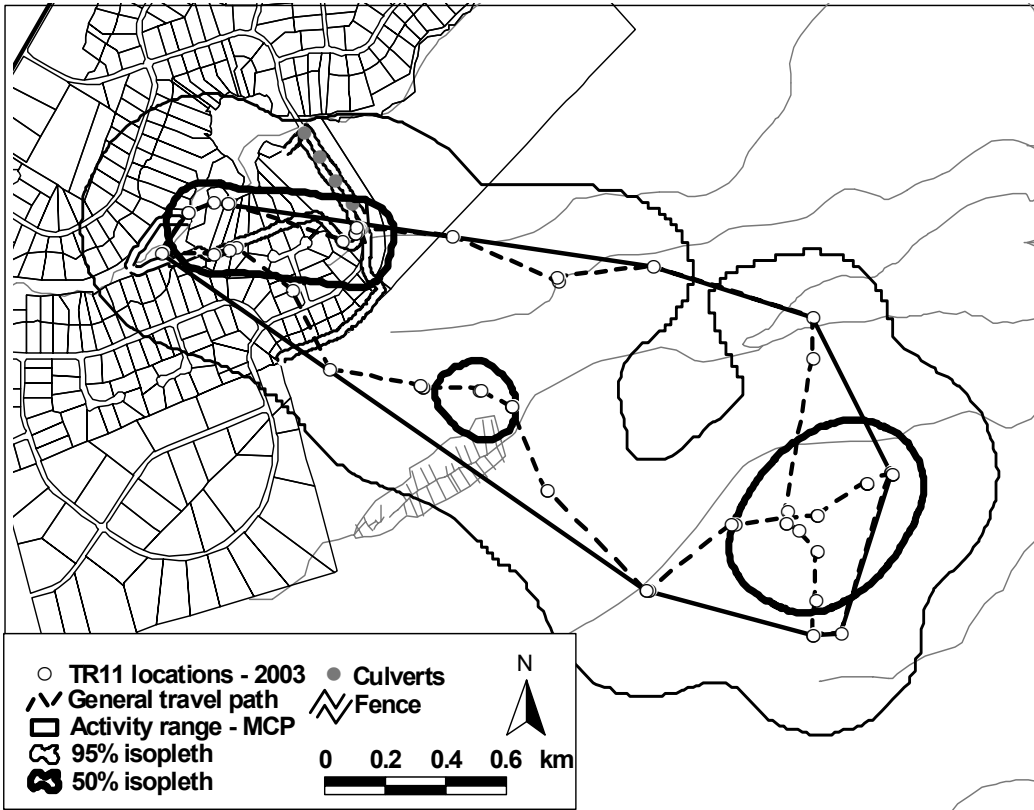 TR11 locations - 2003
Culverts
General travel path
Fence
Activity range - MCP
95% isopleth
50% isopleth
N
0 0.2 0.4 0.6 km